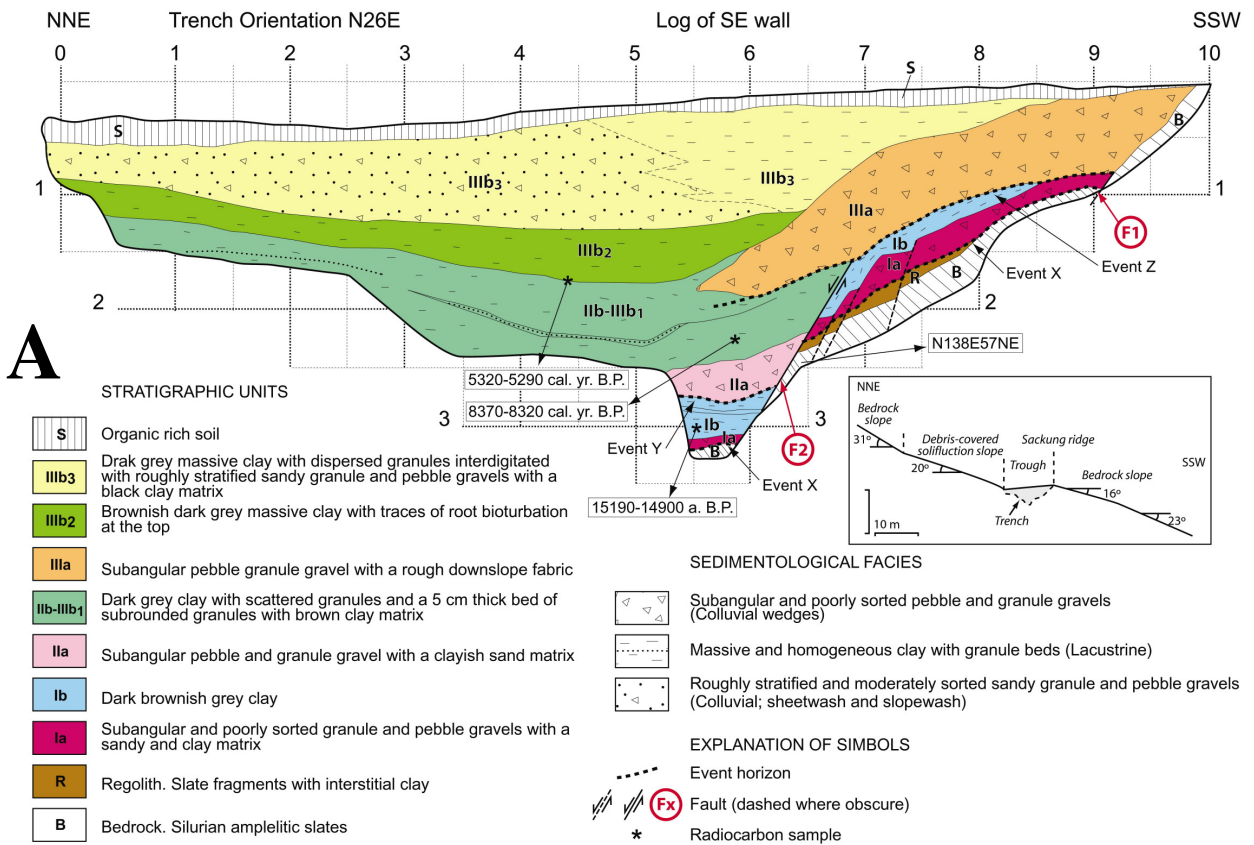 NNE Trench Orientation N26E Log of SE wall SSW
0 1 2 3 4 5 6 7 8 9 10
S
S
B
IIIb3
IIIb3
1 1
IIIa
F1
IIIb2
Ib
Ia
R
B
Event X
Event Z
2 2
IIb-IIIb1
N138E57NE
A
5320-5290 cal. yr. B.P.
IIa
8370-8320 cal. yr. B.P.
3 3
Ib
Ia
B
F2
Event Y
Event X
15190-14900 a. B.P.
NNE
Bedrock slope
31º
Debris-covered solifluction slope
20º
Sackung ridge
Trough
Bedrock slope
SSW
16º
23º
Trench
10 m
STRATIGRAPHIC UNITS
S Organic rich soil
IIIb3 Drak grey massive clay with dispersed granules interdigitated
with roughly stratified sandy granule and pebble gravels with a
black clay matrix
IIIb2 Brownish dark grey massive clay with traces of root bioturbation
at the top
IIIa Subangular pebble granule gravel with a rough downslope fabric
IIb-IIIb1 Dark grey clay with scattered granules and a 5 cm thick bed of
subrounded granules with brown clay matrix
IIa Subangular pebble and granule gravel with a clayish sand matrix
Ib Dark brownish grey clay
Ia Subangular and poorly sorted granule and pebble gravels with a
sandy and clay matrix
R Regolith. Slate fragments with interstitial clay
B Bedrock. Silurian amplelitic slates
SEDIMENTOLOGICAL FACIES
Subangular and poorly sorted pebble and granule gravels
(Colluvial wedges)
Massive and homogeneous clay with granule beds (Lacustrine)
Roughly stratified and moderately sorted sandy granule and pebble gravels
(Colluvial; sheetwash and slopewash)
EXPLANATION OF SIMBOLS
Event horizon
Fx Fault (dashed where obscure)
* Radiocarbon sample